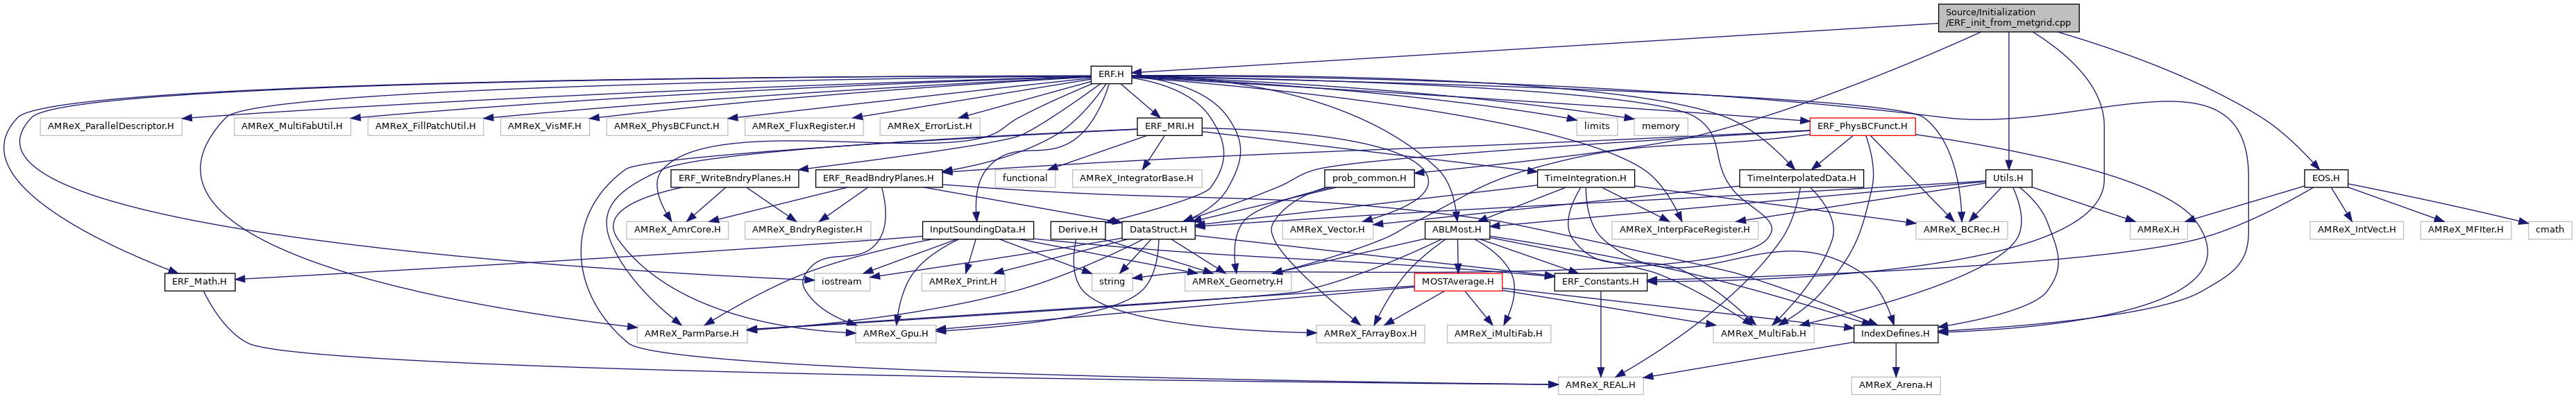 Source/Initialization
/ERF_init_from_metgrid.cpp
ERF.H
AMReX_ParallelDescriptor.H
AMReX_MultiFabUtil.H
AMReX_FillPatchUtil.H
AMReX_VisMF.H
AMReX_PhysBCFunct.H
AMReX_FluxRegister.H
AMReX_ErrorList.H
ERF_MRI.H
limits
memory
ERF_PhysBCFunct.H
ERF_WriteBndryPlanes.H
ERF_ReadBndryPlanes.H
functional
AMReX_IntegratorBase.H
prob_common.H
TimeIntegration.H
TimeInterpolatedData.H
Utils.H
EOS.H
AMReX_AmrCore.H
AMReX_BndryRegister.H
InputSoundingData.H
Derive.H
DataStruct.H
AMReX_Vector.H
ABLMost.H
AMReX_InterpFaceRegister.H
AMReX_BCRec.H
AMReX.H
AMReX_IntVect.H
AMReX_MFIter.H
cmath
ERF_Math.H
iostream
AMReX_Print.H
string
AMReX_Geometry.H
MOSTAverage.H
ERF_Constants.H
AMReX_ParmParse.H
AMReX_Gpu.H
AMReX_FArrayBox.H
AMReX_iMultiFab.H
AMReX_MultiFab.H
IndexDefines.H
AMReX_REAL.H
AMReX_Arena.H